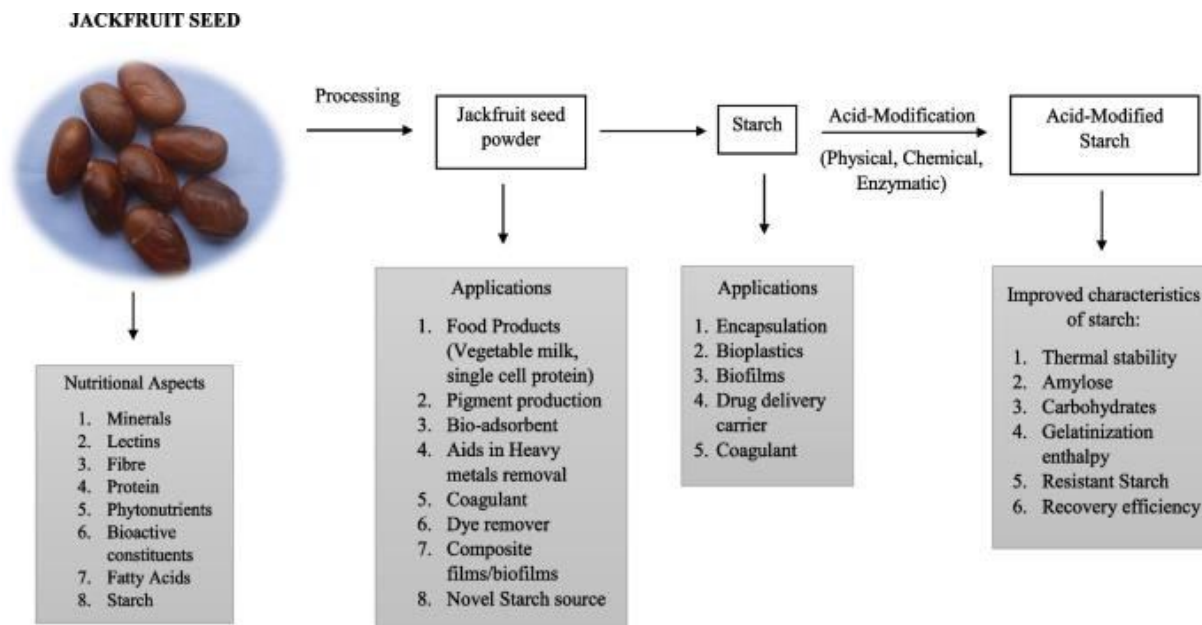 JACKFRUIT SEED
Processing
Jackfruit seed
powder
Starch
Acid-Modification
(Physical, Chemical,
Enzymatic)
Acid-Modified
Starch
Nutritional Aspects
1. Minerals
2. Lectins
3. Fibre
4. Protein
5. Phytonutrients
6. Bioactive
constituents
7. Fatty Acids
8. Starch
Applications
1. Food Products
(Vegetable milk,
single cell protein)
2. Pigment production
3. Bio-adsorbent
4. Aids in Heavy
metals removal
5. Coagulant
6. Dye remover
7. Composite
films/biofilms
8. Novel Starch source
Applications
1. Encapsulation
2. Bioplastics
3. Biofilms
4. Drug delivery
carrier
5. Coagulant
Improved characteristics
of starch:
1. Thermal stability
2. Amylose
3. Carbohydrates
4. Gelatinization
enthalpy
5. Resistant Starch
6. Recovery efficiency